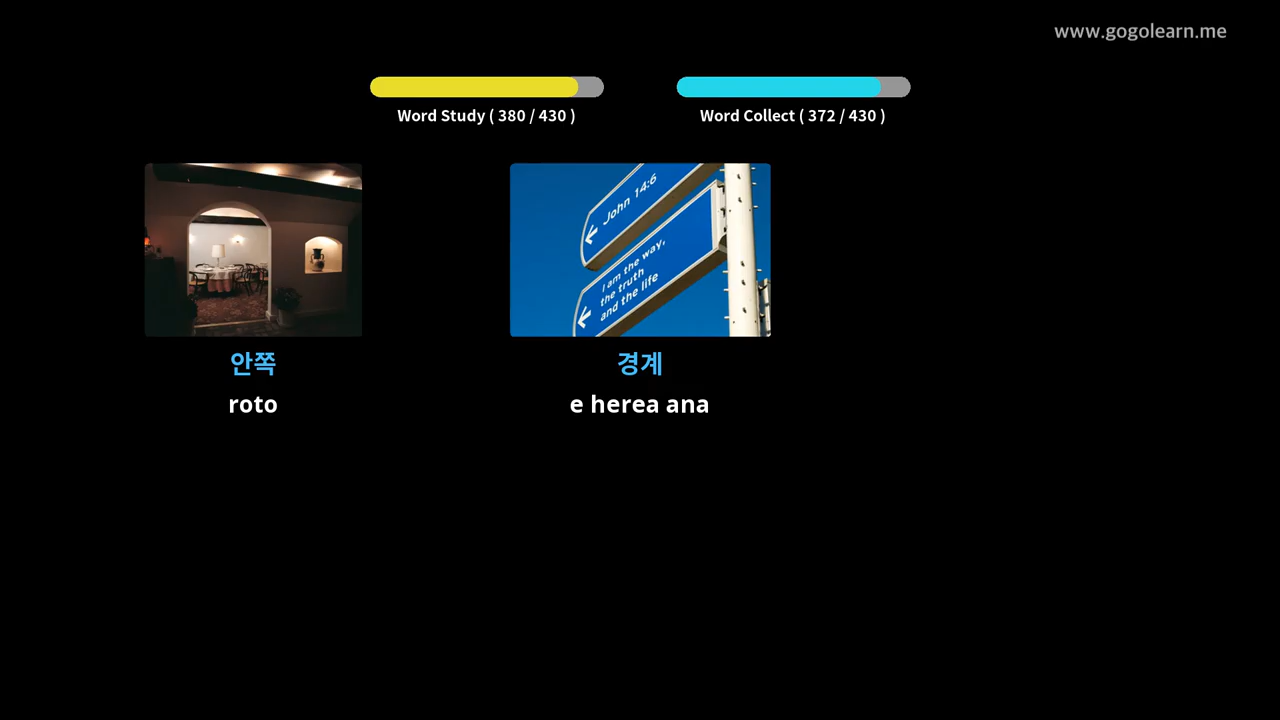 www.gogolearn.me
Word Study ( 380 / 430 )
Word Collect ( 372 / 430 )
John 14:6
I am the way,
the truth
and the life
안쪽
roto
경계
e herea ana